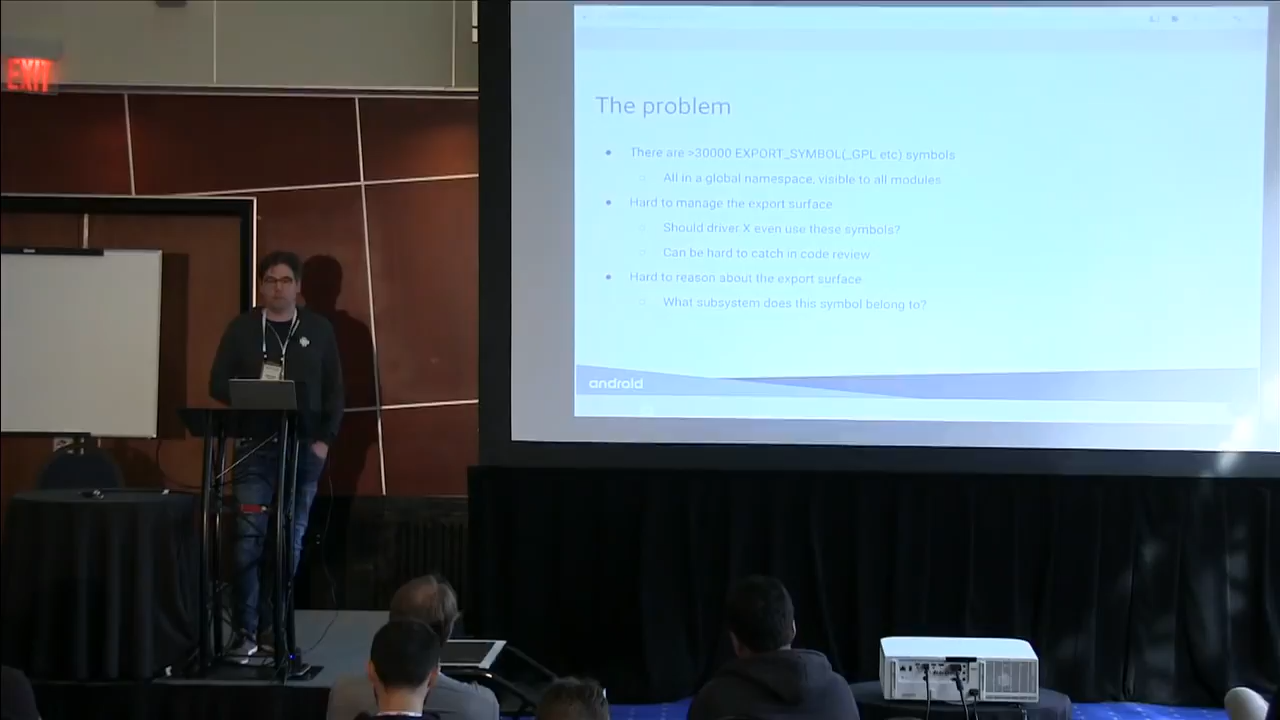 EXIT
The problem
There are >30000 EXPORT_SYMBOL(_GPL etc) symbols
All in a global namespace, visible to all modules
Hard to manage the export surface
Should driver X even use these symbols?
Can be hard to catch in code review
Hard to reason about the export surface
What subsystem does this symbol belong to?
android